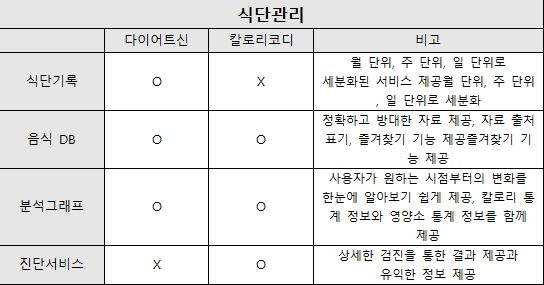 식단관리
다이어트신 칼로리코디 비고
식단기록 O X
월 단위, 주 단위, 일 단위로
세분화된 서비스 제공월 단위, 주 단위
, 일 단위로 세분화
음식 DB O O
정확하고 방대한 자료 제공, 자료 출처
표기, 즐겨찾기 기능 제공즐겨찾기 기
능 제공
분석그래프 O O
사용자가 원하는 시점부터의 변화를
한눈에 알아보기 쉽게 제공, 칼로리 통
계 정보와 영양소 통계 정보를 함께
제공
진단서비스 X O
상세한 검진을 통한 결과 제공과
유익한 정보 제공